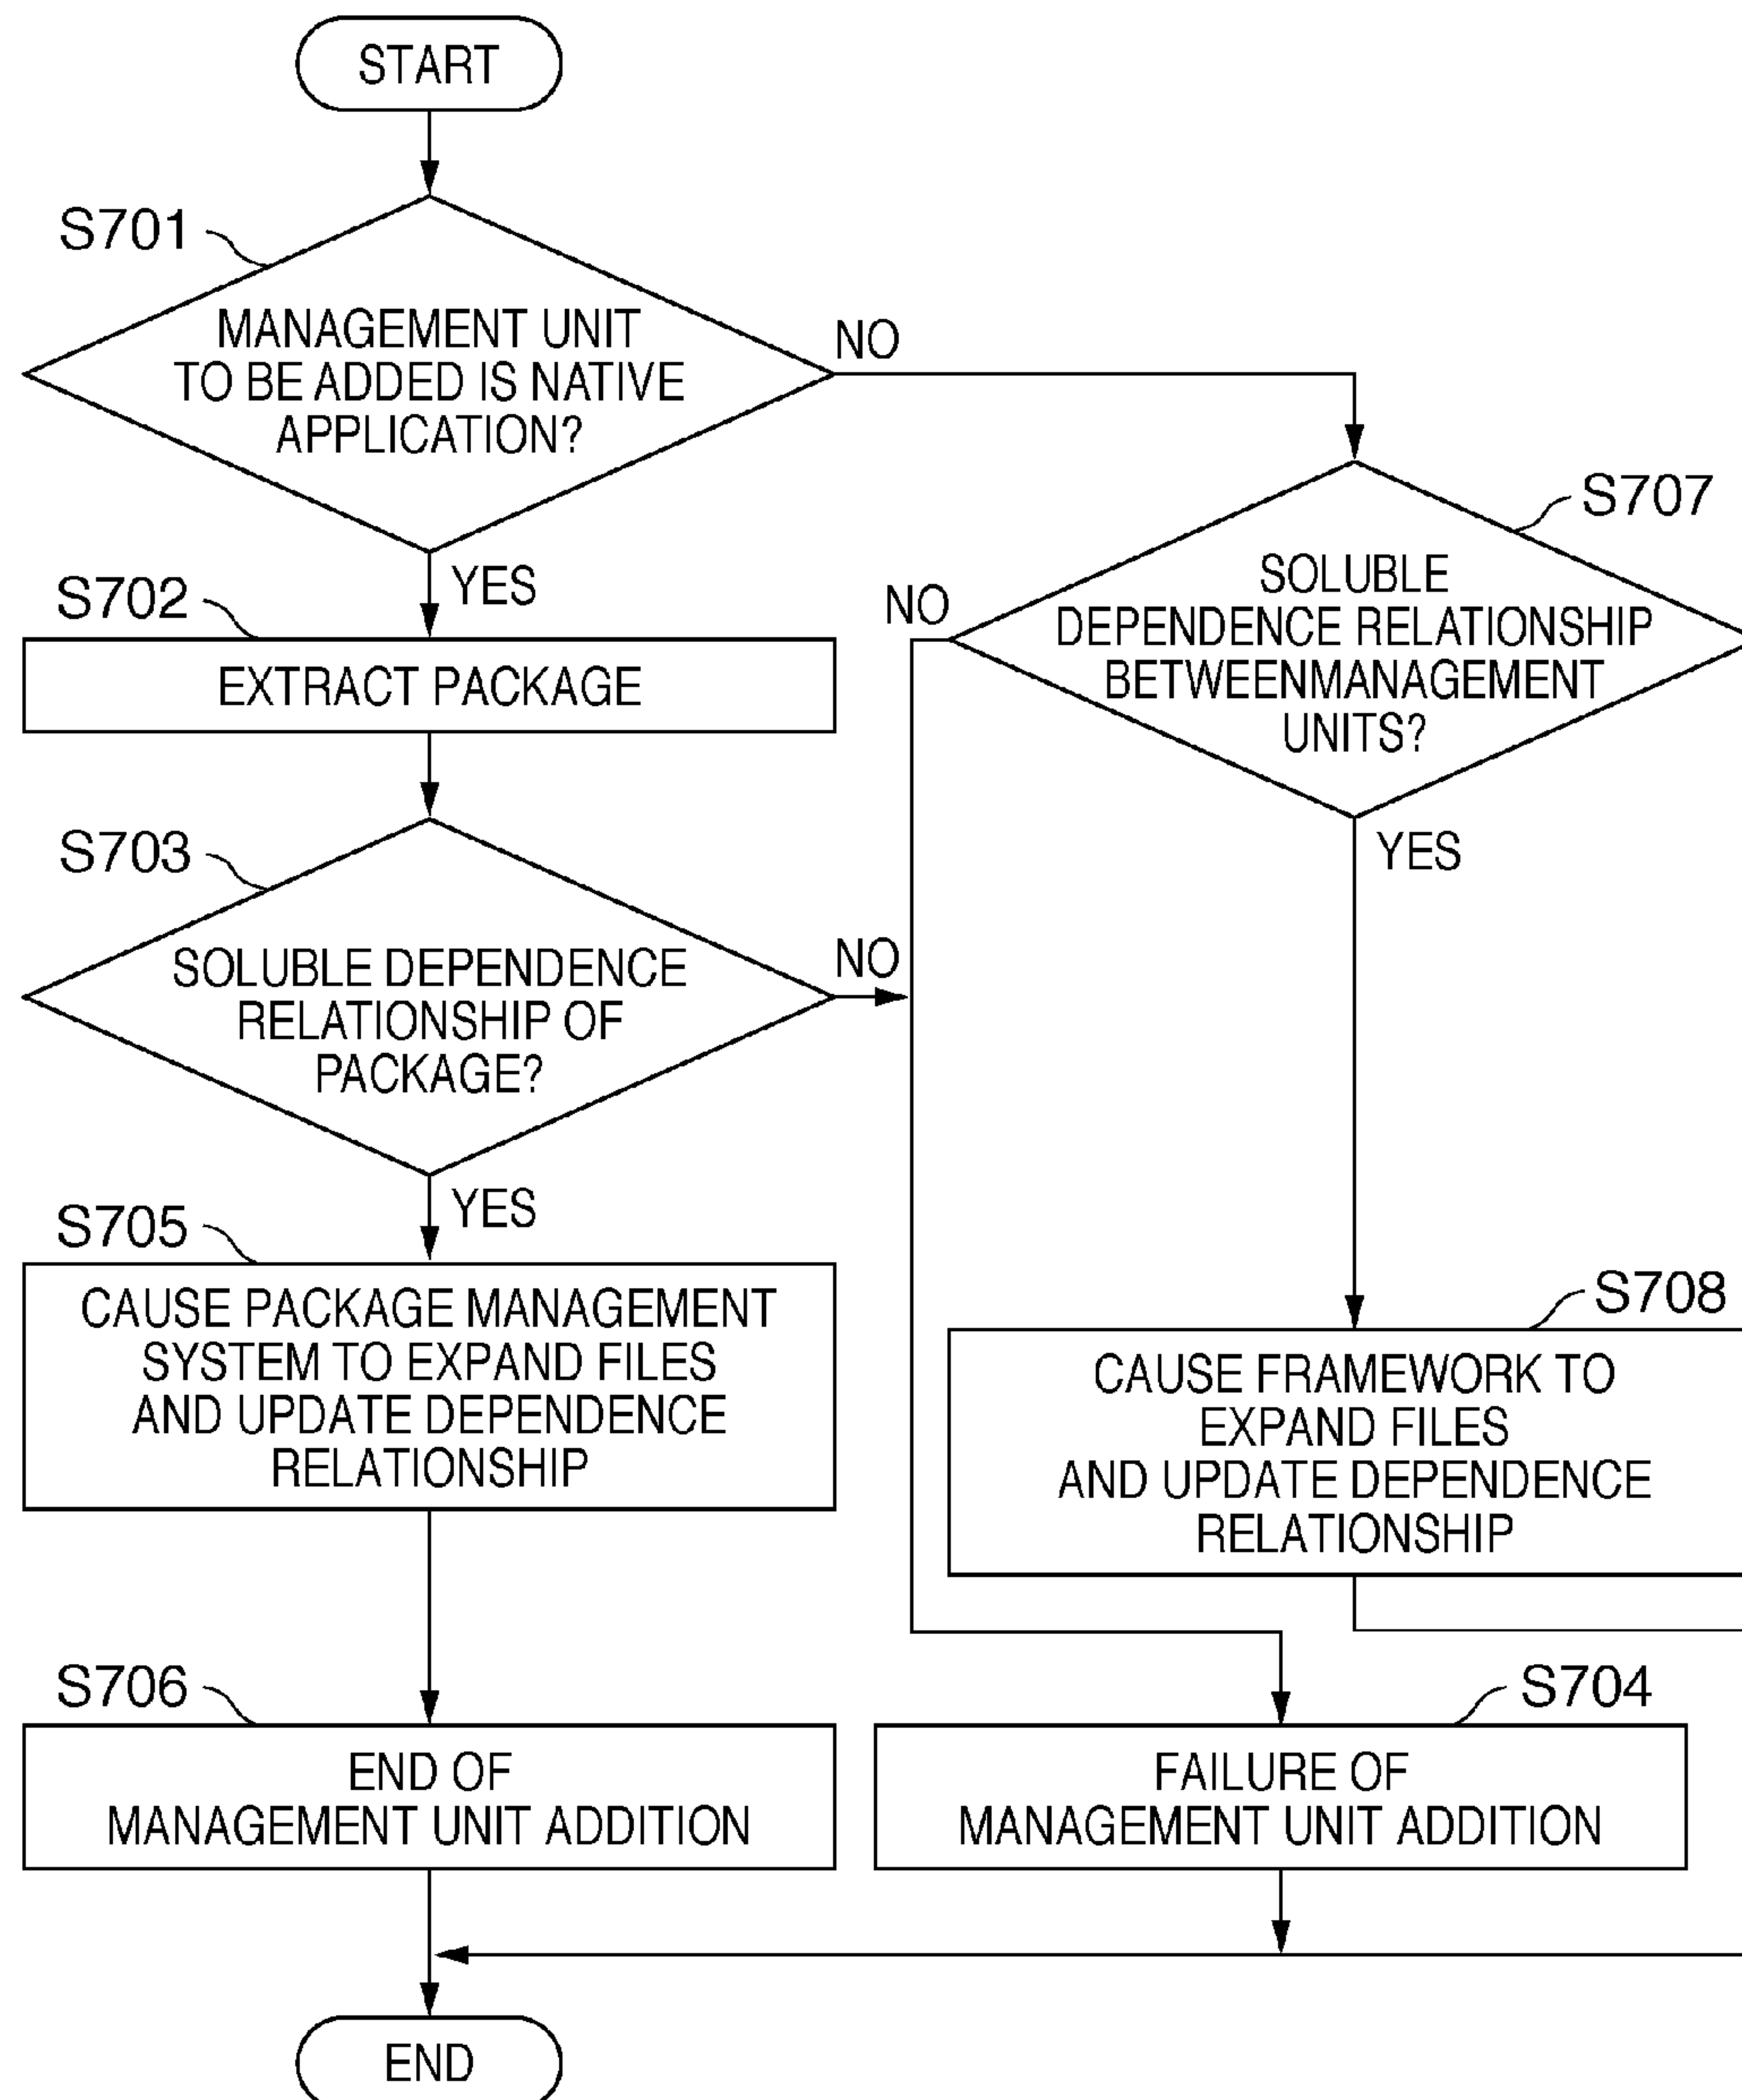 START
S701
MANAGEMENT UNIT
TO BE ADDED IS NATIVE
APPLICATION?
NO
YES
S702
EXTRACT PACKAGE
S703
SOLUBLE DEPENDENCE
RELATIONSHIP OF
PACKAGE?
NO
YES
S705
CAUSE PACKAGE MANAGEMENT
SYSTEM TO EXPAND FILES
AND UPDATE DEPENDENCE
RELATIONSHIP
S706
END OF
MANAGEMENT UNIT ADDITION
END
S707
SOLUBLE
DEPENDENCE RELATIONSHIP
BETWEENMANAGEMENT
UNITS?
NO
YES
S708
CAUSE FRAMEWORK TO
EXPAND FILES
AND UPDATE DEPENDENCE
RELATIONSHIP
S704
FAILURE OF
MANAGEMENT UNIT ADDITION